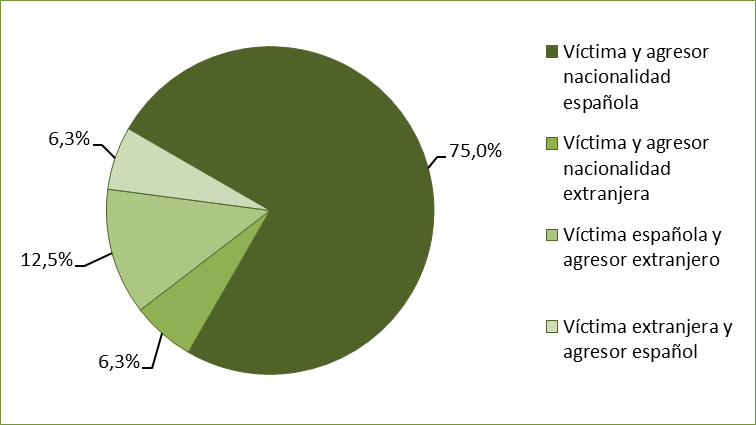 6,3%
75,0%
12,5%
6,3%
Víctima y agresor
nacionalidad
española
Víctima y agresor
nacionalidad
extranjera
Víctima española y
agresor extranjero
Víctima extranjera y
agresor español